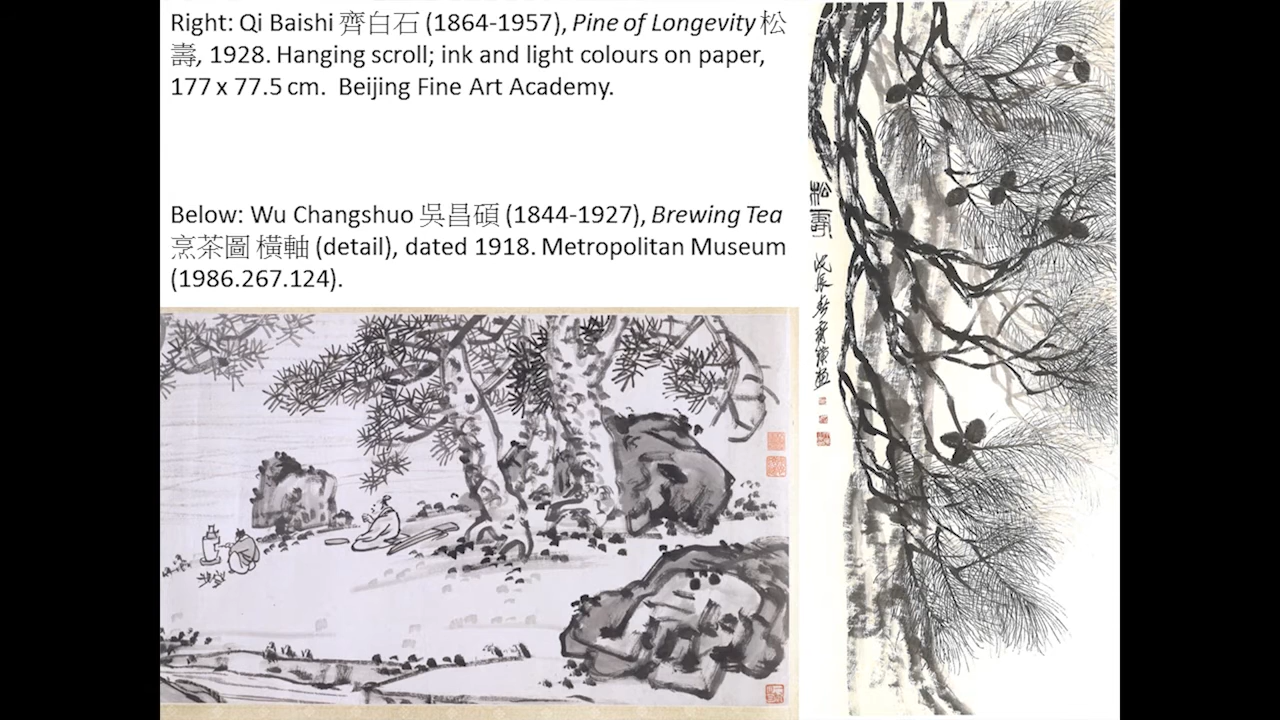 Right: Qi Baishi 齊白石 (1864-1957), Pine of Longevity 松
壽, 1928. Hanging scroll; ink and light colours on paper,
177 x 77.5 cm. Beijing Fine Art Academy.
Below: Wu Changshuo 吳昌碩 (1844-1927), Brewing Tea
烹茶圖 橫軸 (detail), dated 1918. Metropolitan Museum
(1986.267.124).
松壽